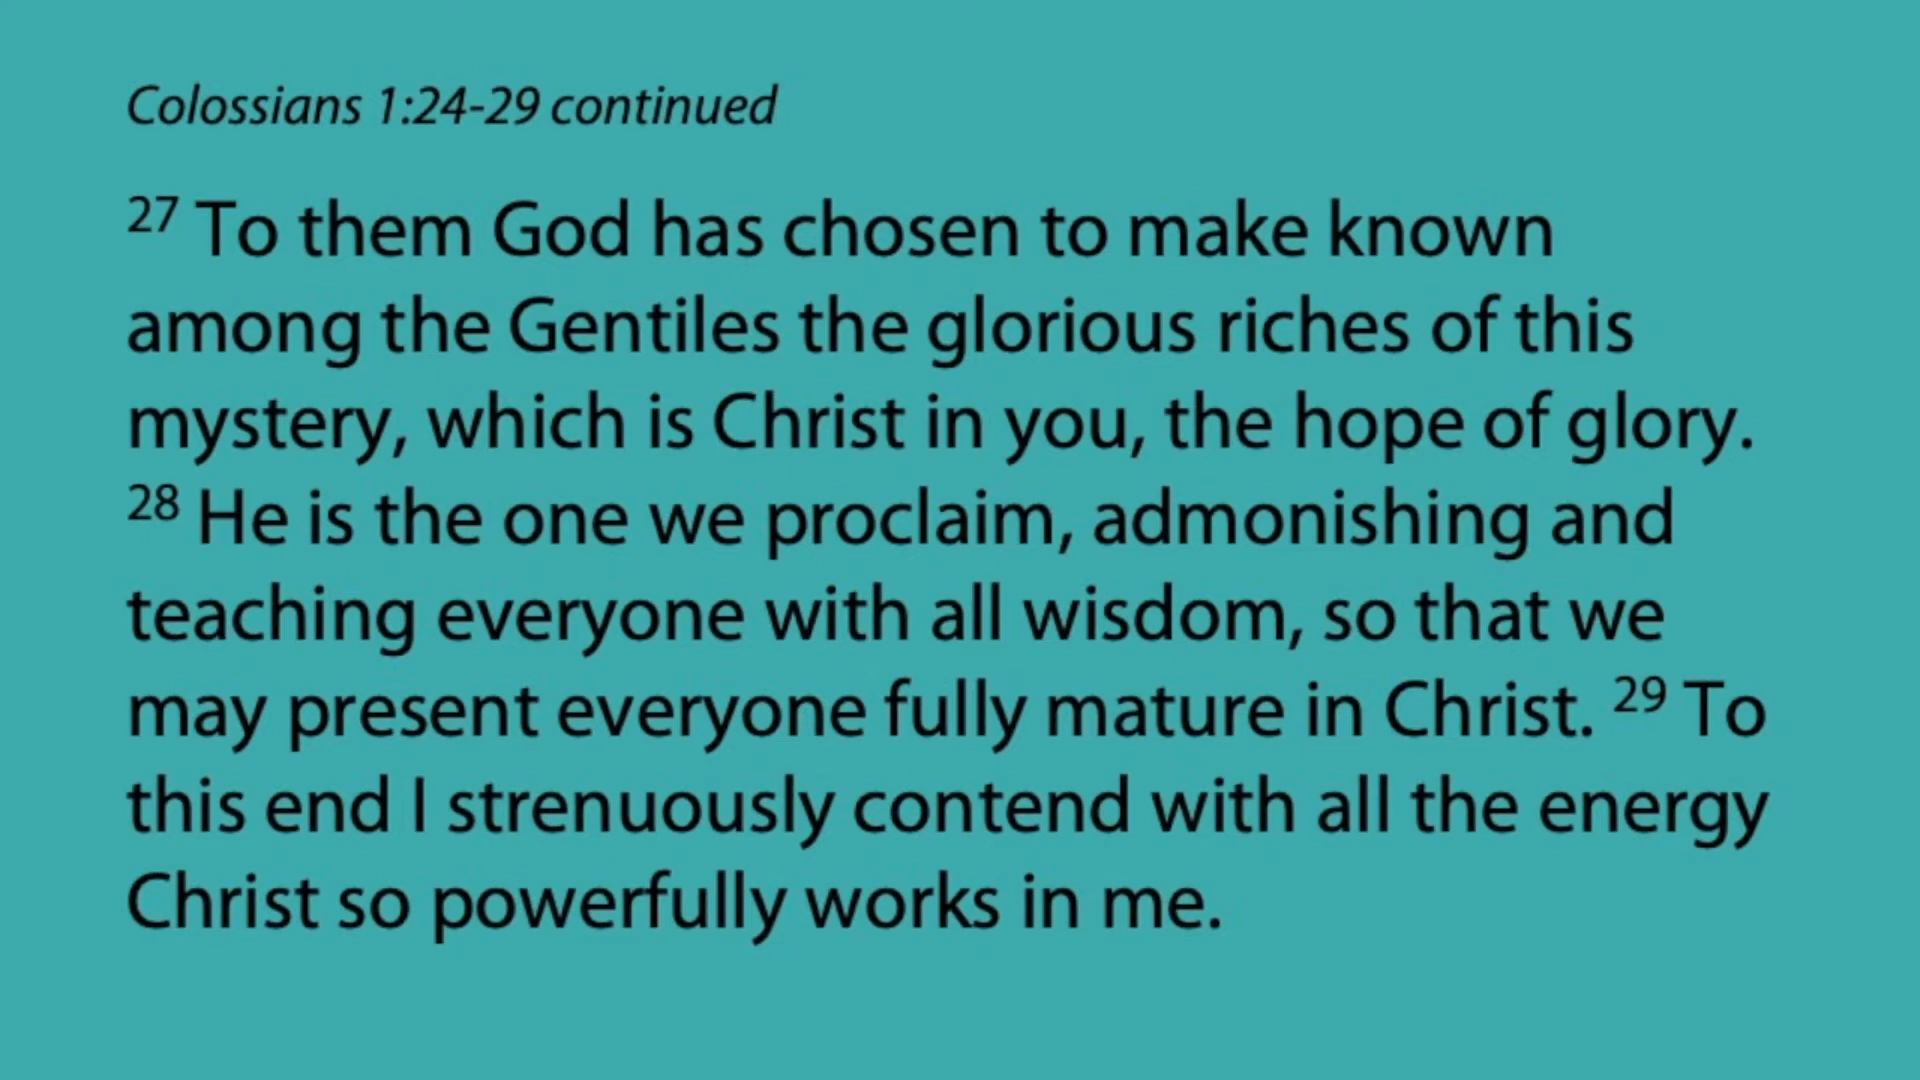 Colossians 1:24-29 continued
27 To them God has chosen to make known
among the Gentiles the glorious riches of this
mystery, which is Christ in you, the hope of glory.
28 He is the one we proclaim, admonishing and
teaching everyone with all wisdom, so that we
may present everyone fully mature in Christ. 29 To
this end I strenuously contend with all the energy
Christ so powerfully works in me.